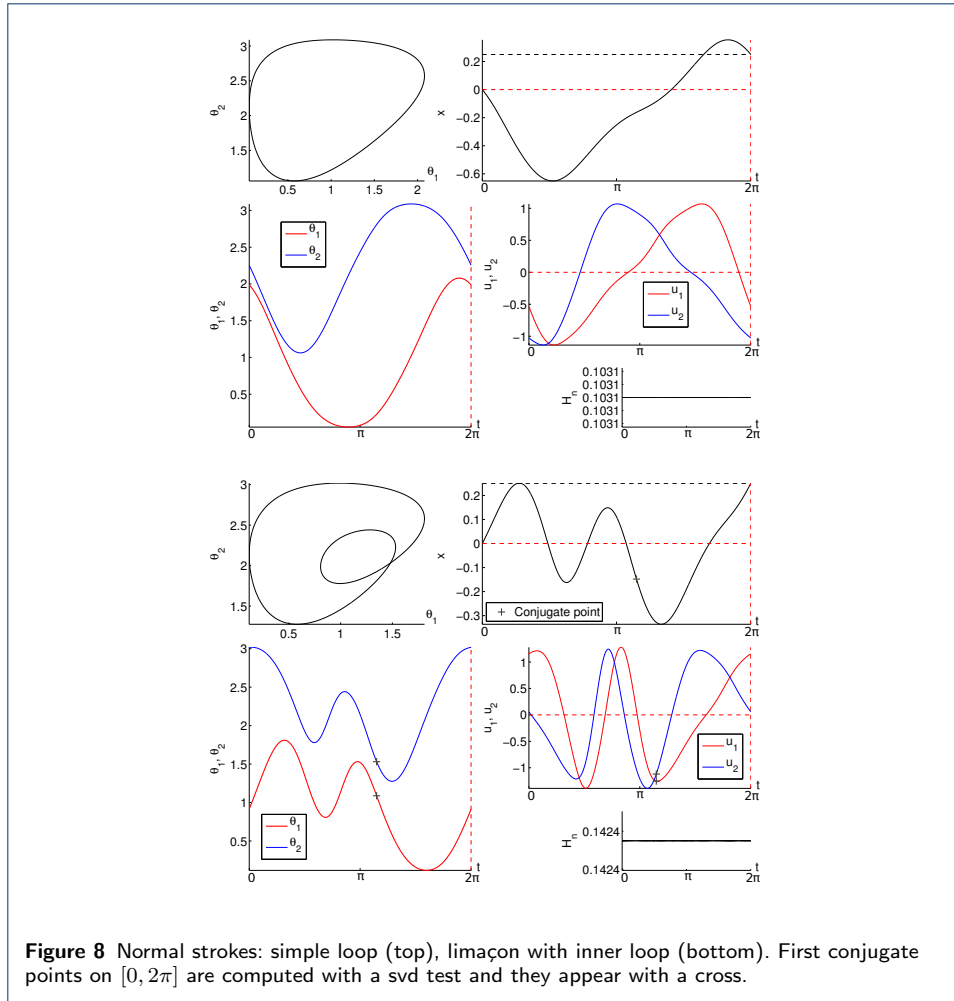 3
2.5
2
1.5
θ₂
0.5 1 1.5 2
θ₁
0.2
0
−0.2
−0.4
−0.6
x
0 π 2π
t
3
2.5
2
1.5
1
0.5
θ₁, θ₂
θ₁
θ₂
0 π 2π
t
1
0.5
0
−0.5
−1
u₁, u₂
u₁
u₂
0 π 2π
t
0.1031
0.1031
0.1031
0.1031
0.1031
Hₙ
0 π 2π
t
3
2.5
2
1.5
θ₂
0.5 1 1.5
θ₁
0.2
0.1
0
−0.1
−0.2
−0.3
x
+ Conjugate point
0 π 2π
t
3
2.5
2
1.5
1
0.5
θ₁, θ₂
θ₁
θ₂
0 π 2π
t
1
0.5
0
−0.5
−1
u₁, u₂
u₁
u₂
0 π 2π
t
0.1424
0.1424
Hₙ
0 π 2π
t
Figure 8 Normal strokes: simple loop (top), limaçon with inner loop (bottom). First conjugate
points on [0, 2π] are computed with a svd test and they appear with a cross.